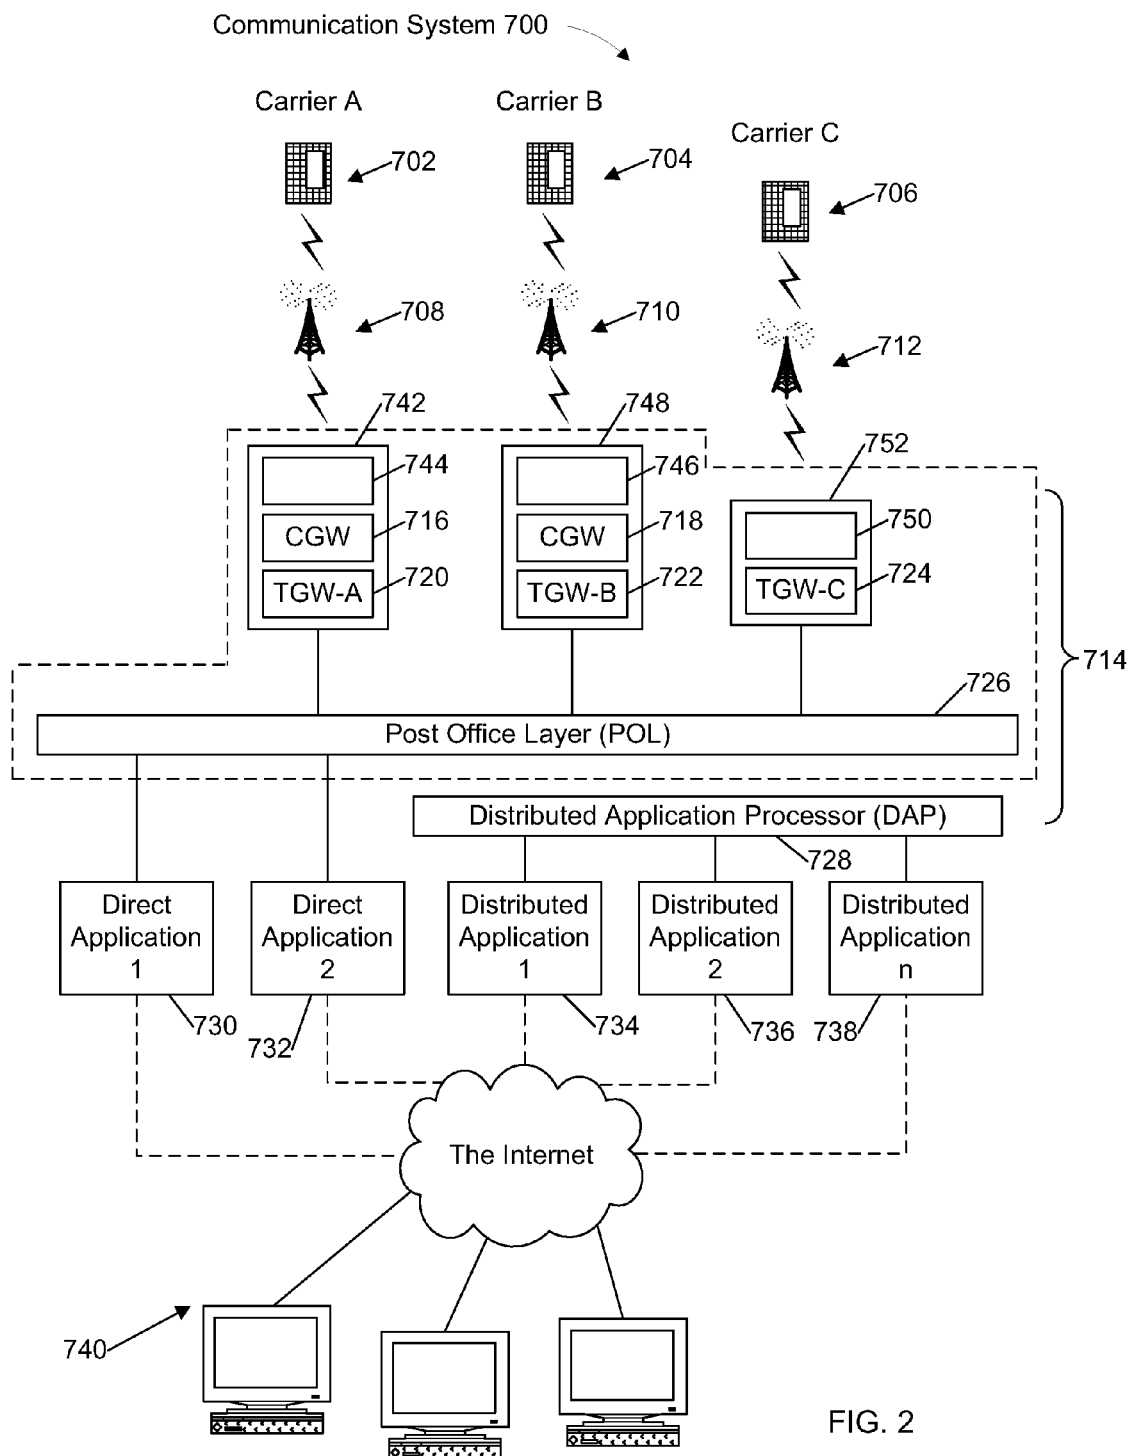 Communication System 700
Carrier A
Carrier B
Carrier C
702
704
706
708
710
712
742
748
752
744
746
750
CGW
716
CGW
718
TGW-A
720
TGW-B
722
TGW-C
724
714
726
Post Office Layer (POL)
Distributed Application Processor (DAP)
728
Direct
Application
1
Direct
Application
2
Distributed
Application
1
Distributed
Application
2
Distributed
Application
n
730
732
734
736
738
The Internet
740
FIG. 2